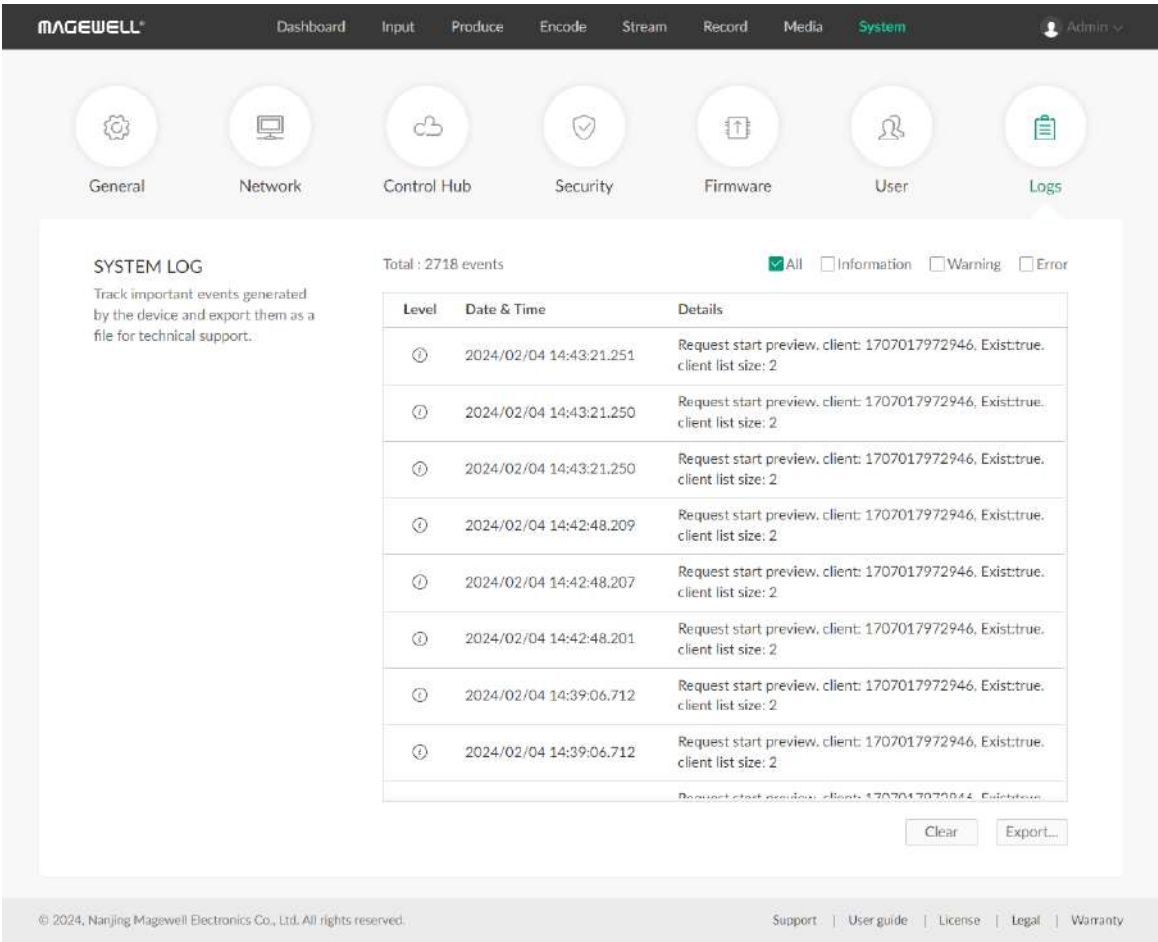 MAGEWELL®
Dashboard Input Produce Encode Stream Record Media System Admin
General Network Control Hub Security Firmware User Logs
SYSTEM LOG
Track important events generated
by the device and export them as a
file for technical support.
Total : 2718 events
All Information Warning Error
Level Date & Time Details
2024/02/04 14:43:21.251
Request start preview. client: 1707017972946, Exist:true.
client list size: 2
2024/02/04 14:43:21.250
Request start preview. client: 1707017972946, Exist:true.
client list size: 2
2024/02/04 14:43:21.250
Request start preview. client: 1707017972946, Exist:true.
client list size: 2
2024/02/04 14:42:48.209
Request start preview. client: 1707017972946, Exist:true.
client list size: 2
2024/02/04 14:42:48.207
Request start preview. client: 1707017972946, Exist:true.
client list size: 2
2024/02/04 14:42:48.201
Request start preview. client: 1707017972946, Exist:true.
client list size: 2
2024/02/04 14:39:06.712
Request start preview. client: 1707017972946, Exist:true.
client list size: 2
2024/02/04 14:39:06.712
Request start preview. client: 1707017972946, Exist:true.
client list size: 2
Request start preview. client: 1707017972946, Exist:true.
Clear Export...
© 2024, Nanjing Magewell Electronics Co., Ltd. All rights reserved.
Support | User guide | License | Legal | Warranty